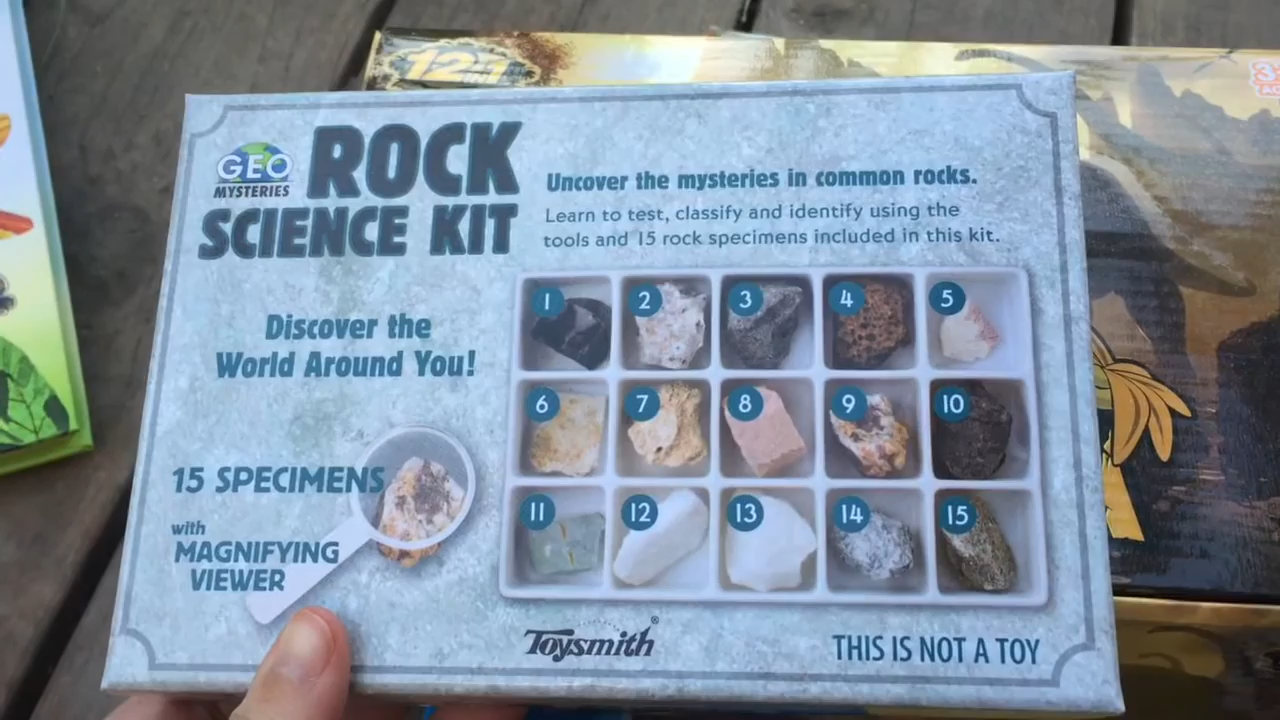 12in1
3+
GEO
MYSTERIES
ROCK
SCIENCE KIT
Uncover the mysteries in common rocks.
Learn to test, classify and identify using the
tools and 15 rock specimens included in this kit.
Discover the
World Around You!
15 SPECIMENS
with
MAGNIFYING
VIEWER
1 2 3 4 5
6 7 8 9 10
11 12 13 14 15
Toysmith®
THIS IS NOT A TOY